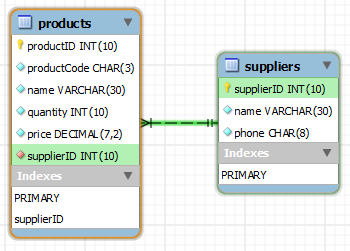 products
productID INT(10)
productCode CHAR(3)
name VARCHAR(30)
quantity INT(10)
price DECIMAL(7,2)
supplierID INT(10)
Indexes
PRIMARY
supplierID
suppliers
supplierID INT(10)
name VARCHAR(30)
phone CHAR(8)
Indexes
PRIMARY